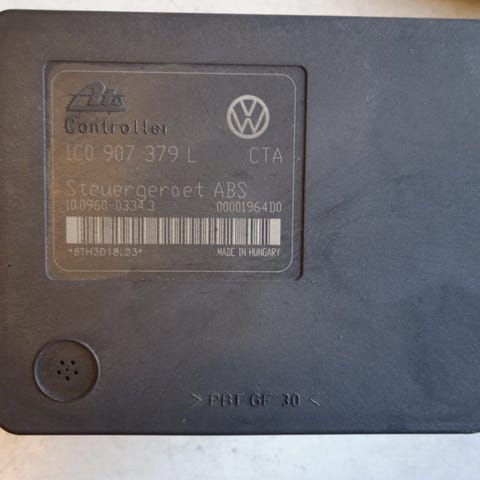 Ate
Controller
1C0 907 379 L CTA
Steuergeraet ABS
10.0960-0334.3 00001964D0
*8TH3D18L23* MADE IN HUNGARY
> PBT GF 30 <